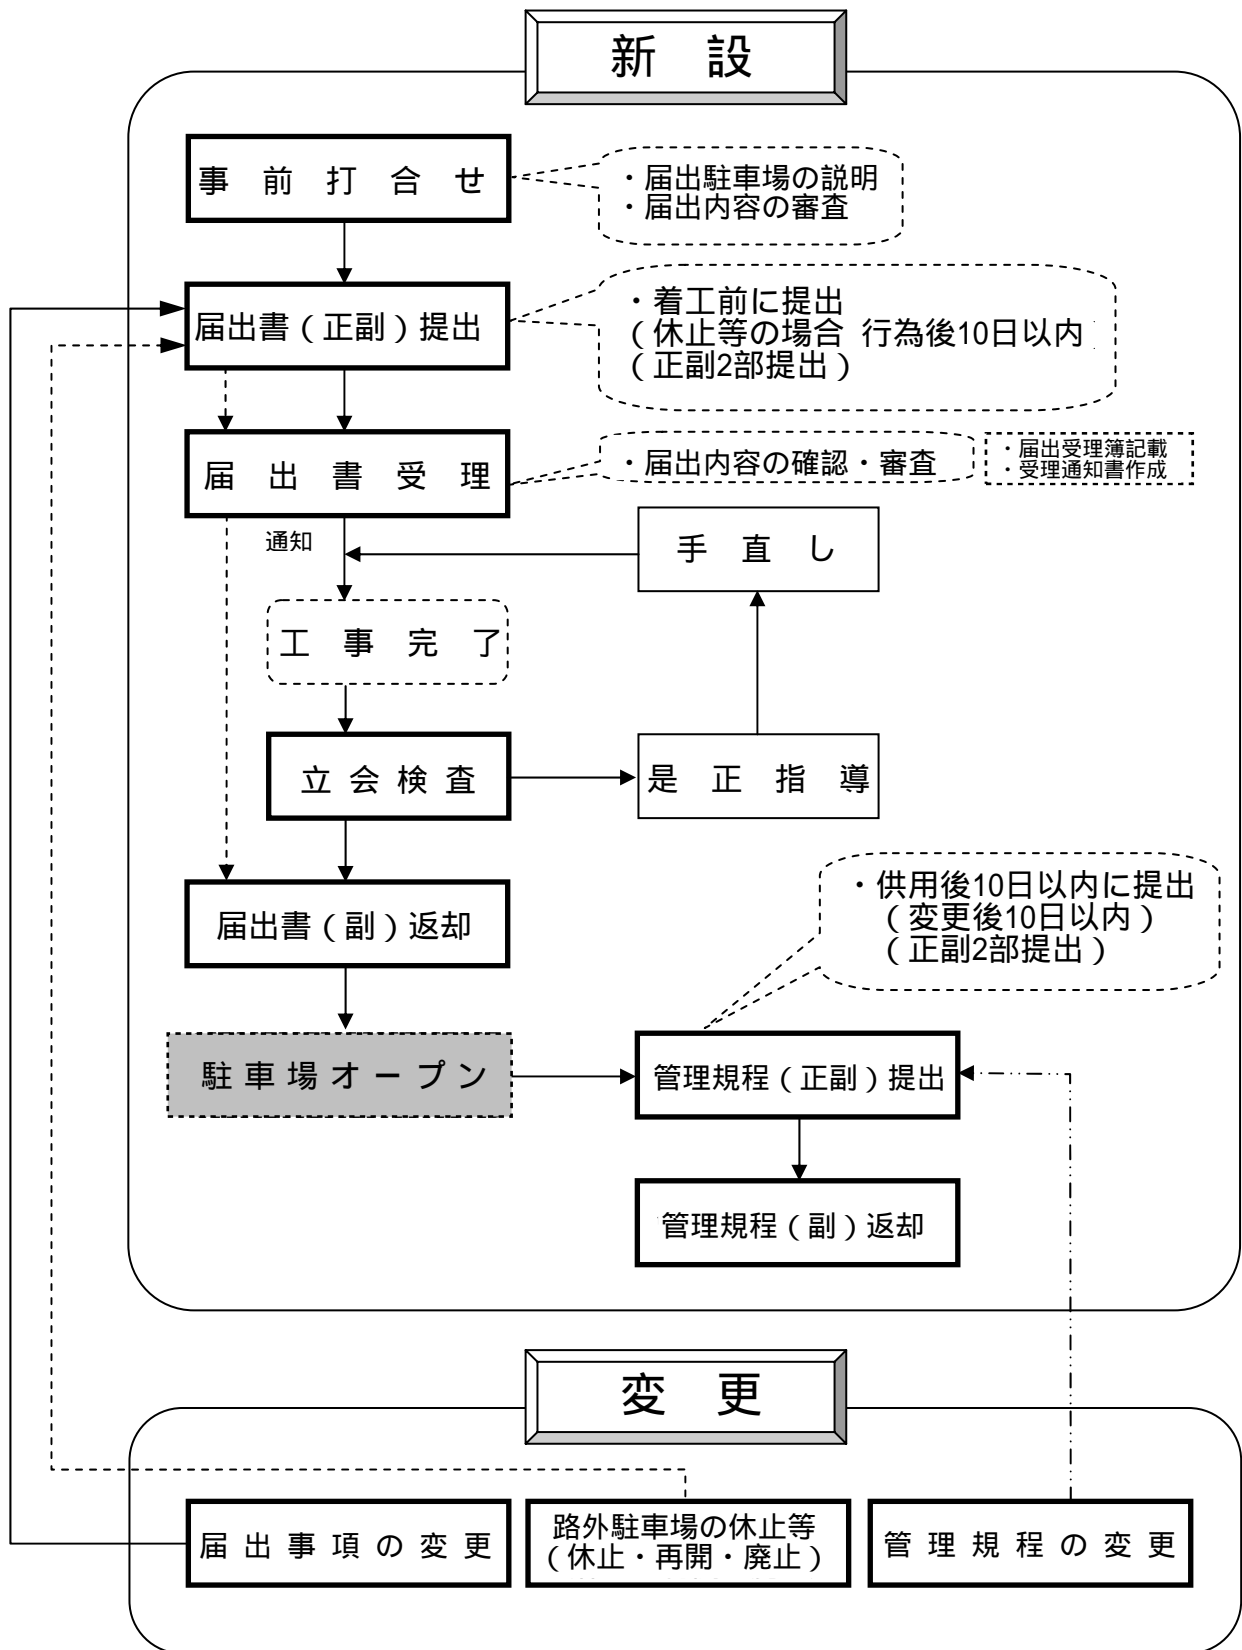 新　設
事　前　打　合　せ
・届出駐車場の説明
・届出内容の審査
届出書（正副）提出
・着工前に提出
（休止等の場合 行為後10日以内
（正副2部提出）
届　出　書　受　理
・届出内容の確認・審査
・届出受理簿記載
・受理通知書作成
通知
手　直　し
工　事　完　了
立 会 検 査
是　正　指　導
届出書（副）返却
・供用後10日以内に提出
（変更後10日以内）
（正副2部提出）
駐 車 場 オ ー プ ン
管理規程（正副）提出
管理規程（副）返却
変　更
届 出 事 項 の 変 更
路外駐車場の休止等
（休止・再開・廃止）
管 理 規 程 の 変 更